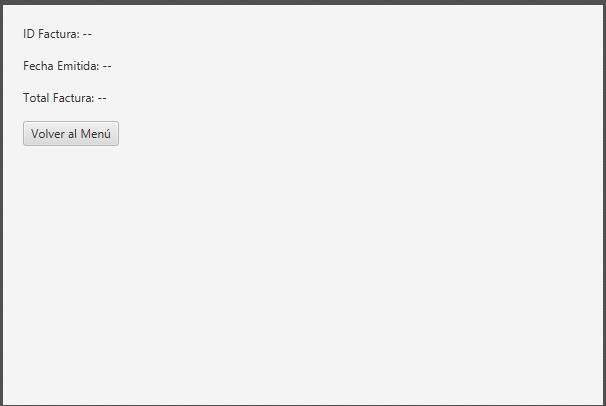 ID Factura: --
Fecha Emitida: --
Total Factura: --
Volver al Menú